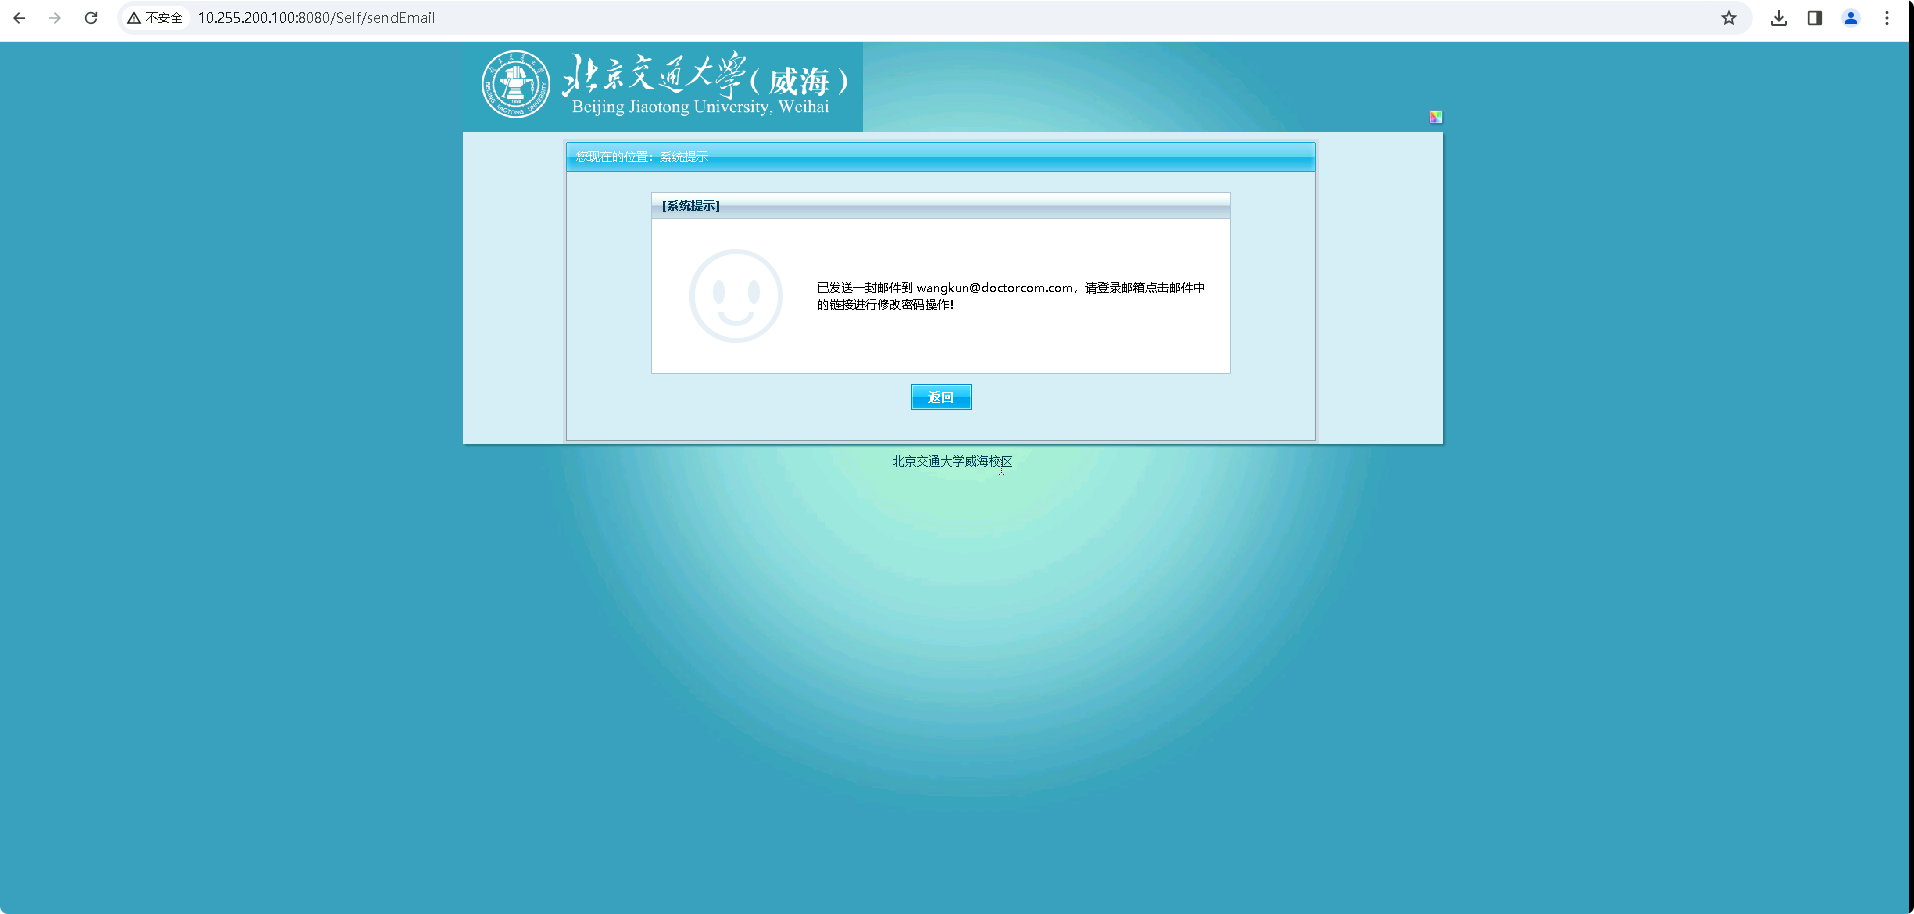 不安全 10.255.200.100:8080/Self/sendEmail
北京交通大學(威海)
Beijing Jiaotong University, Weihai
您现在的位置：系统提示
[系统提示]
已发送一封邮件到 wangkun@doctorcom.com，请登录邮箱点击邮件中
的链接进行修改密码操作!
返回
北京交通大学威海校区